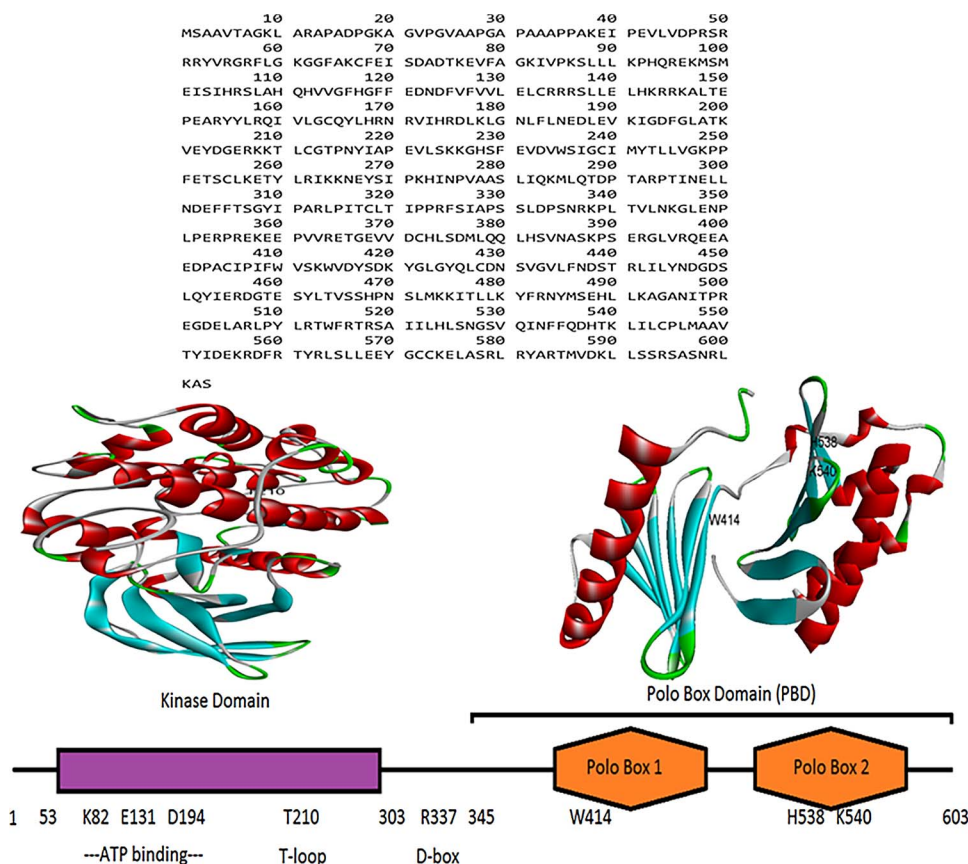 10 20 30 40 50
MSAAVTAGKL ARAPADPGKA GVPGVAAPGA PAAAPPAKEI PEVLVDPRSR
60 70 80 90 100
RRYVRGRFLG KGGFAKCFEI SDADTKEVFA GKIVPKSLLL KPHQREKMSM
110 120 130 140 150
EISIHRSLAH QHVVGFHGFF EDNDFVFVVL ELCRRRSLLE LHKRRKALTE
160 170 180 190 200
PEARYYLRQI VLGCQYLHRN RVIHRDLKLG NLFLNEDLEV KIGDFGLATK
210 220 230 240 250
VEYDGERKKT LCGTPNYIAP EVLSKKGHSF EVDVWSIGCI MYTLLVGKPP
260 270 280 290 300
FETSCLKETY LRIKKNEYSI PKHINPVAAS LIQKMLQTDP TARPTINELL
310 320 330 340 350
NDEFFTSGYI PARLPITCLT IPPRFSIAPS SLDPSNRKPL TVLNKGLENP
360 370 380 390 400
LPERPREKEE PVVRETGEVV DCHLSDMLQQ LHSVNASKPS ERGLVRQEEA
410 420 430 440 450
EDPACIPIFW VSKWVDYSDK YGLGYQLCDN SVGVLFNDST RLILYNDGDS
460 470 480 490 500
LQYIERDGTE SYLTVSSHPN SLMKKITLLK YFRNYMSEHL LKAGANITPR
510 520 530 540 550
EGDELARLPY LRTWFRTRSA IILHLSNGSV QINFFQDHTK LILCPLMAAV
560 570 580 590 600
TYIDEKRDFR TYRLSLLEEY GCCKELASRL RYARTMVDKL LSSRSASNRL
KAS
H538
K540
W414
Kinase Domain
Polo Box Domain (PBD)
Polo Box 1 Polo Box 2
1 53 K82 E131 D194 T210 303 R337 345 W414 H538 K540 603
---ATP binding--- T-loop D-box